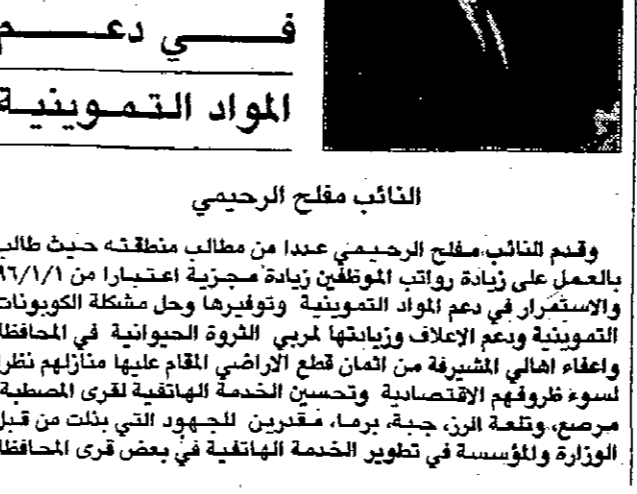 في دعم
المواد التموينية
النائب مفلح الرحيمي
وقدم النائب مفلح الرحيمي عددا من مطالب منطقته حيث طالب
بالعمل على زيادة رواتب الموظفين زيادة مجزية اعتبارا من ٩٦/١/١
والاستمرار في دعم المواد التموينية وتوفيرها وحل مشكلة الكوبونات
التموينية ودعم الاعلاف وزيادتها لمربي الثروة الحيوانية في المحافظة
واعفاء اهالي المشيرفة من اثمان قطع الاراضي المقام عليها منازلهم نظرا
لسوء ظروفهم الاقتصادية وتحسين الخدمة الهاتفية لقرى المصطبة،
مرصع، وتلعة الرز، جبة، برما، مقدرين للجهود التي بذلت من قبل
الوزارة والمؤسسة في تطوير الخدمة الهاتفية في بعض قرى المحافظة